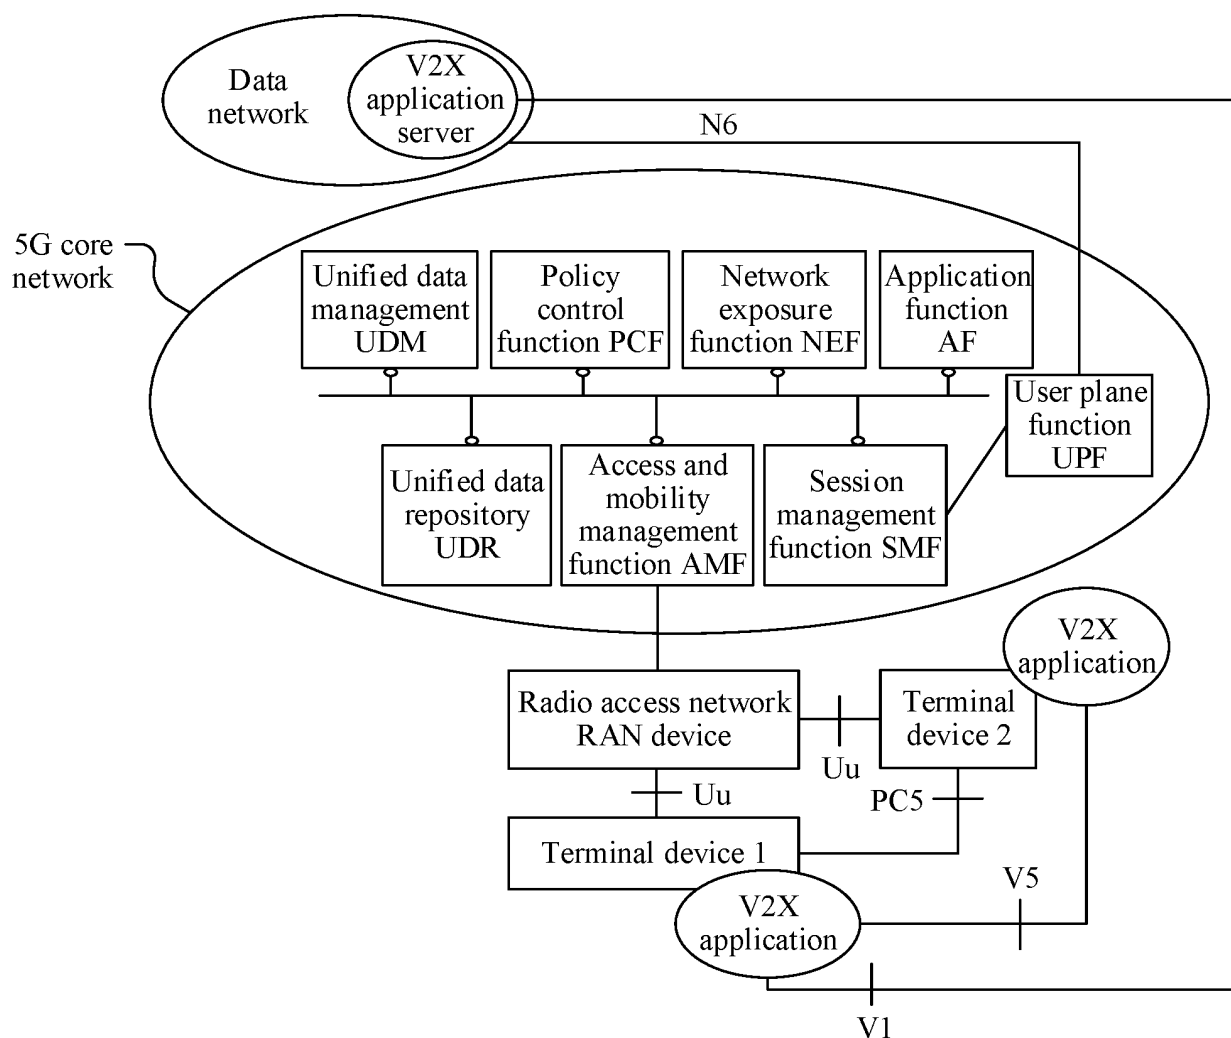 Data
network
V2X
application
server
N6
5G core
network
Unified data
management
UDM
Policy
control
function PCF
Network
exposure
function NEF
Application
function
AF
User plane
function
UPF
Unified data
repository
UDR
Access and
mobility
management
function AMF
Session
management
function SMF
V2X
application
Radio access network
RAN device
Terminal
device 2
Uu
Uu
PC5
Terminal device 1
V2X
application
V5
V1